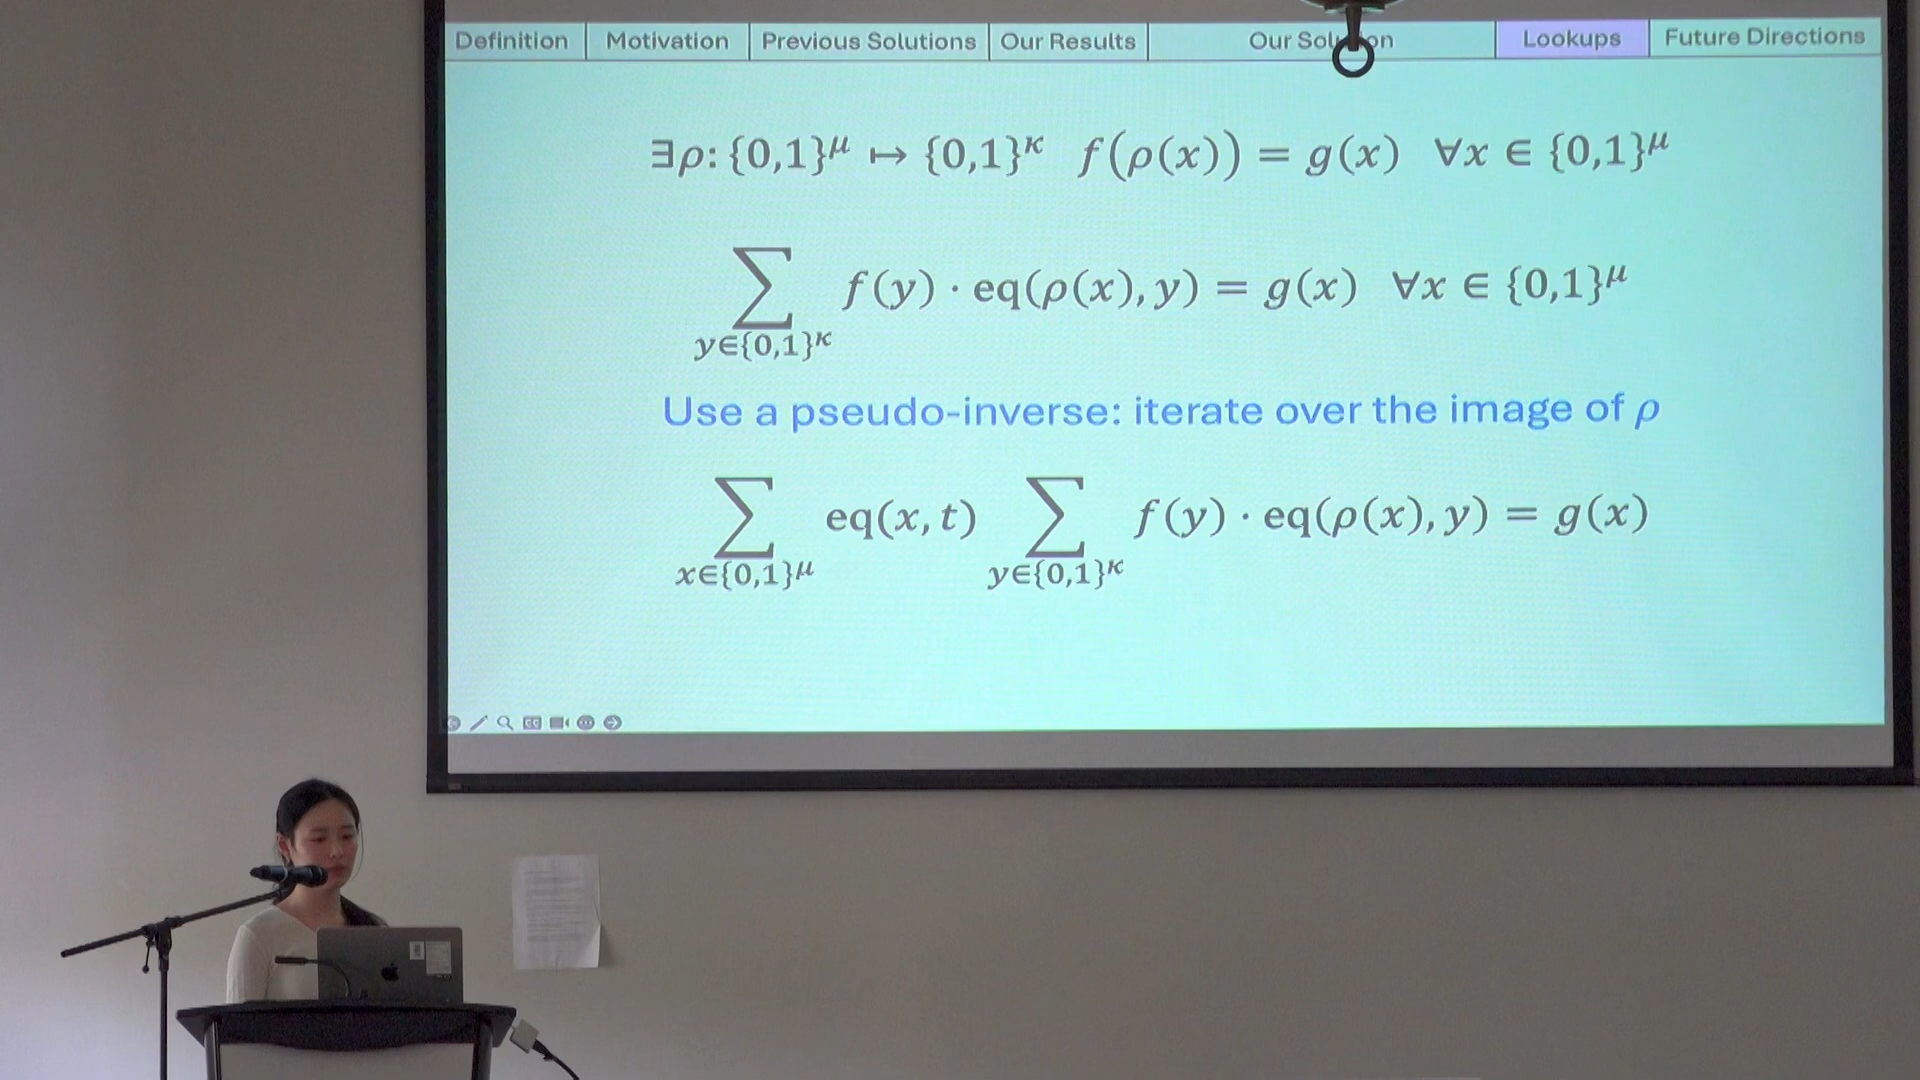 Definition Motivation Previous Solutions Our Results Our Solution Lookups Future Directions
∃ρ: {0,1}^μ ↦ {0,1}^κ f(ρ(x)) = g(x) ∀x ∈ {0,1}^μ
∑_{y∈{0,1}^κ} f(y) · eq(ρ(x), y) = g(x) ∀x ∈ {0,1}^μ
Use a pseudo-inverse: iterate over the image of ρ
∑_{x∈{0,1}^μ} eq(x, t) ∑_{y∈{0,1}^κ} f(y) · eq(ρ(x), y) = g(x)